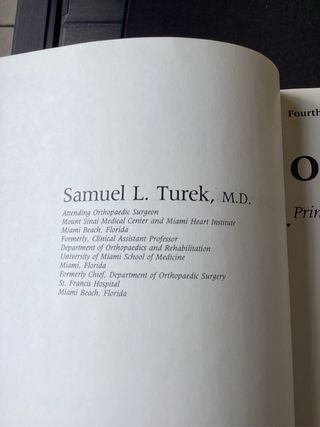 Samuel L. Turek, M.D.
Attending Orthopaedic Surgeon
Mount Sinai Medical Center and Miami Heart Institute
Miami Beach, Florida
Formerly, Clinical Assistant Professor
Department of Orthopaedics and Rehabilitation
University of Miami School of Medicine
Miami, Florida
Formerly Chief, Department of Orthopaedic Surgery
St. Francis Hospital
Miami Beach, Florida
Fourth
O
Prin